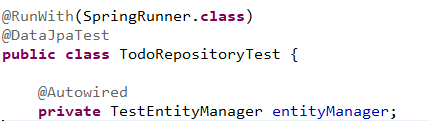 @RunWith(SpringRunner.class)
@DataJpaTest
public class TodoRepositoryTest {
@Autowired
private TestEntityManager entityManager;